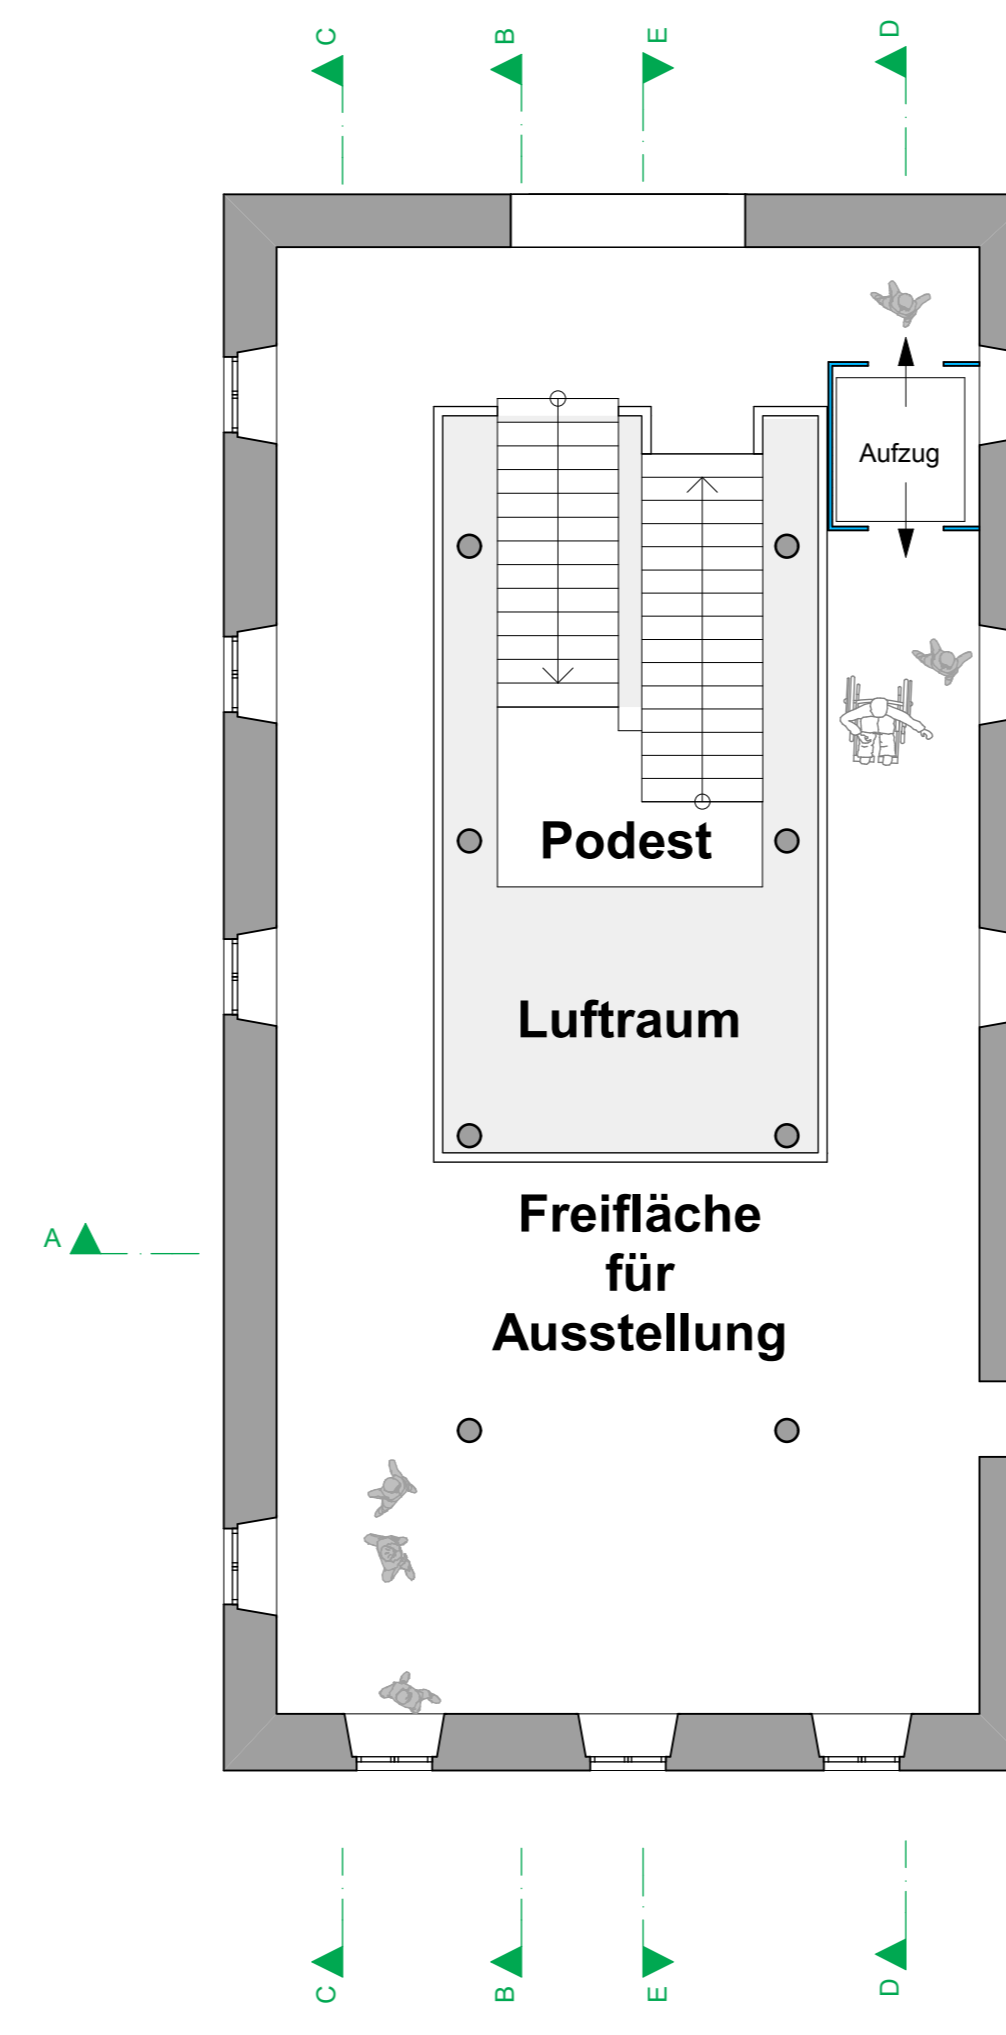 C B E D
Aufzug
Podest
Luftraum
Freifläche
für
Ausstellung
A
C B E D